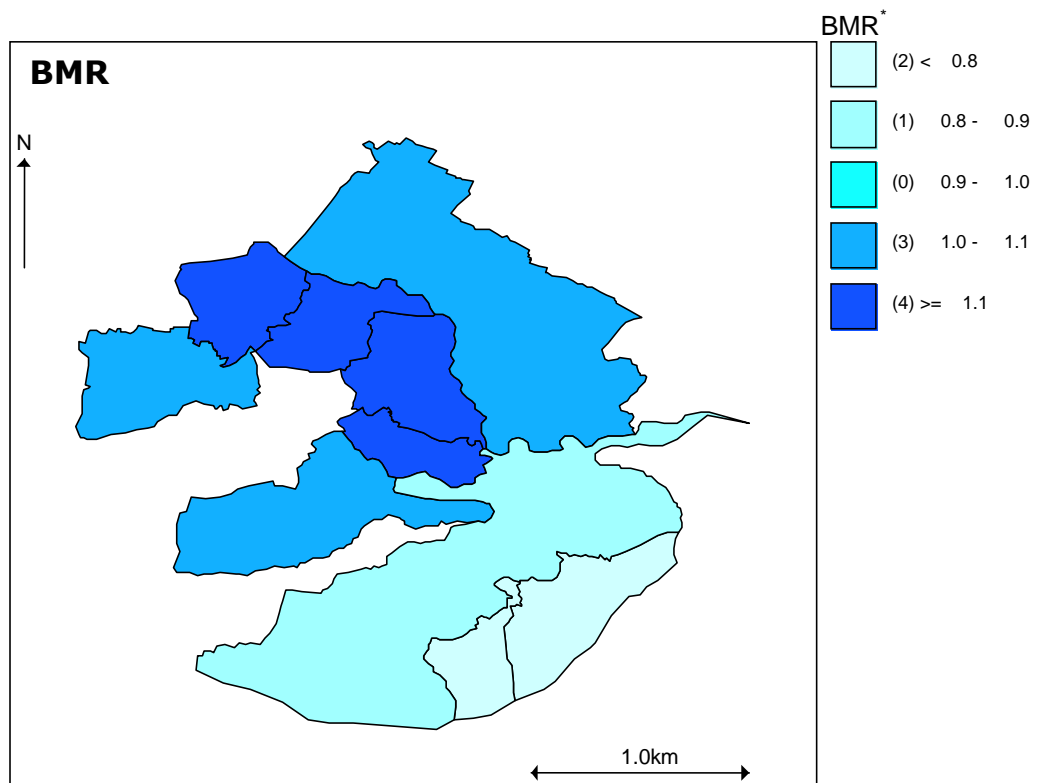 BMR*
BMR
N
(2) < 0.8
(1) 0.8 - 0.9
(0) 0.9 - 1.0
(3) 1.0 - 1.1
(4) >= 1.1
1.0km